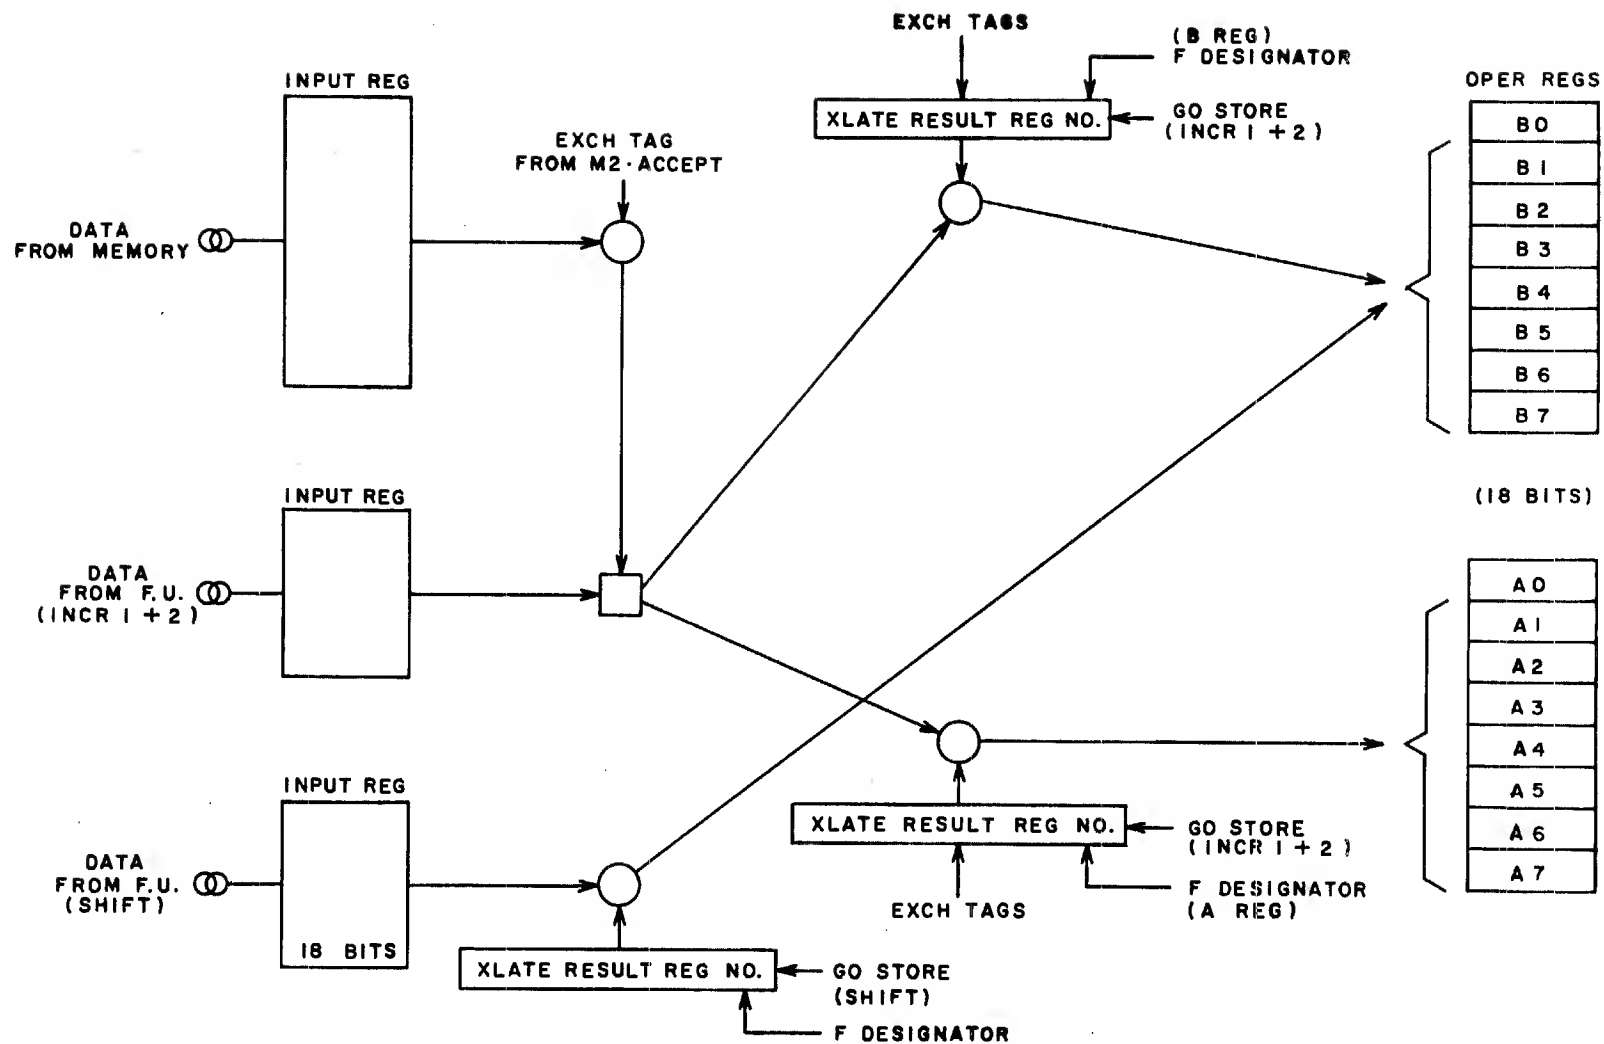 EXCH TAGS
(B REG)
F DESIGNATOR
XLATE RESULT REG NO.
GO STORE
(INCR 1 + 2)
INPUT REG
EXCH TAG
FROM M2·ACCEPT
DATA
FROM MEMORY
OPER REGS
B0
B1
B2
B3
B4
B5
B6
B7
(18 BITS)
INPUT REG
DATA
FROM F.U.
(INCR 1 + 2)
A0
A1
A2
A3
A4
A5
A6
A7
INPUT REG
DATA
FROM F.U.
(SHIFT)
18 BITS
XLATE RESULT REG NO.
GO STORE
(INCR 1 + 2)
EXCH TAGS
F DESIGNATOR
(A REG)
XLATE RESULT REG NO.
GO STORE
(SHIFT)
F DESIGNATOR